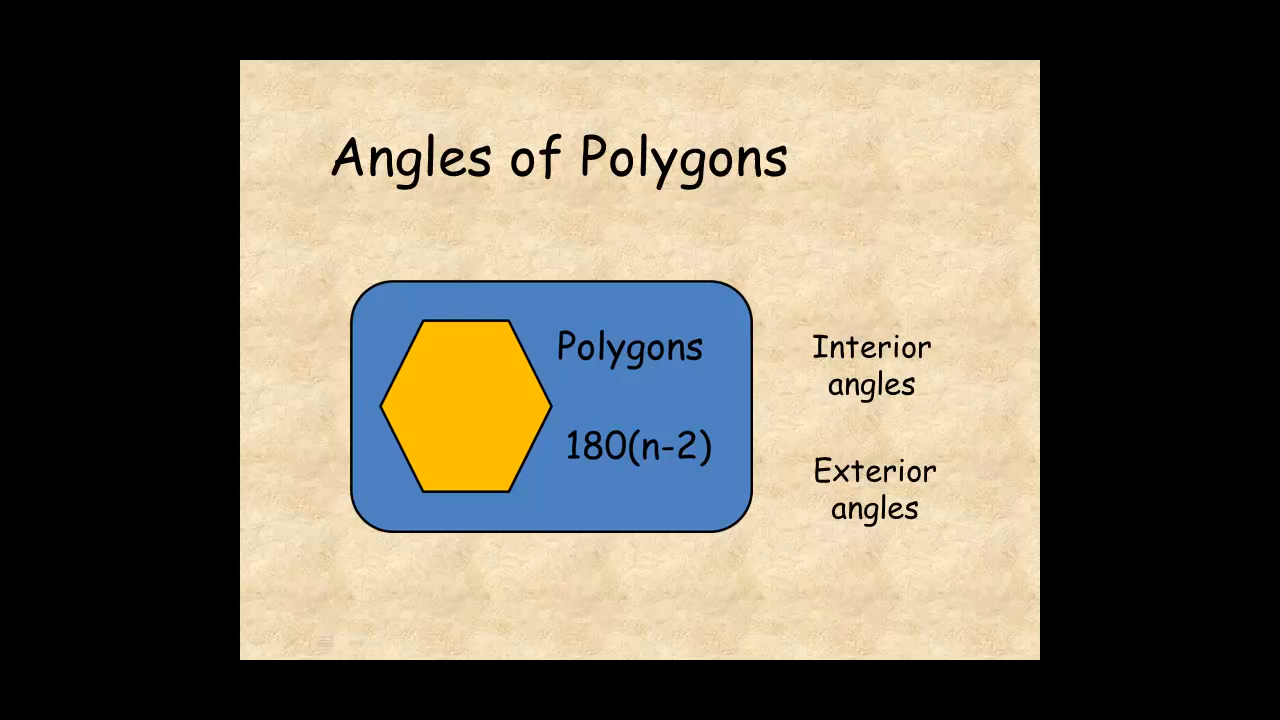 Angles of Polygons
Polygons
180(n-2)
Interior
angles
Exterior
angles